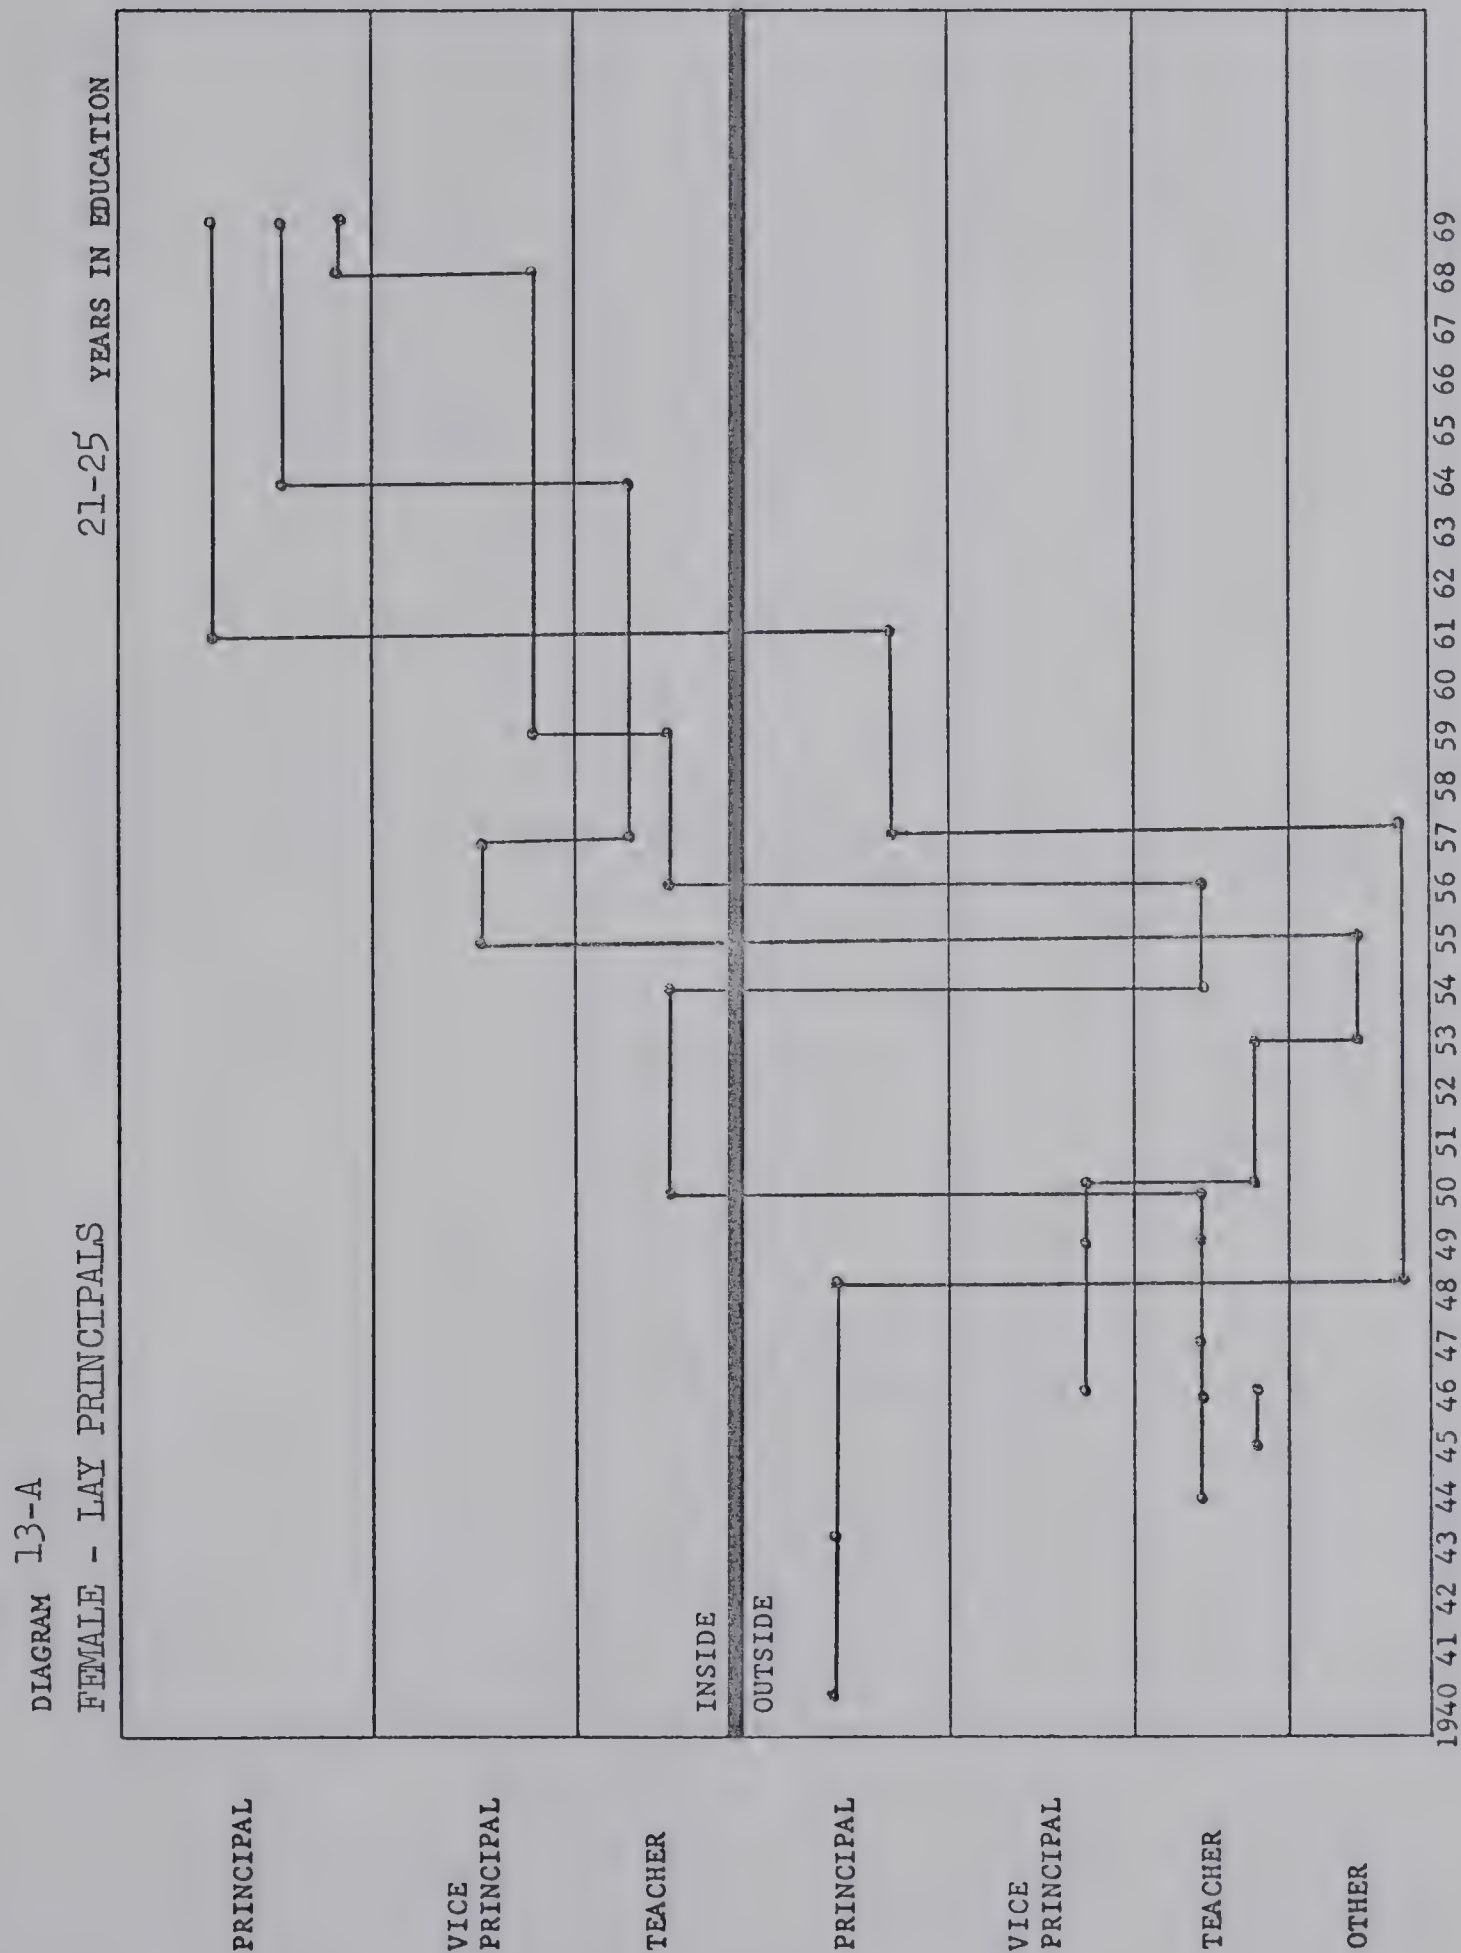 DIAGRAM 13-A
FEMALE - LAY PRINCIPALS
21-25 YEARS IN EDUCATION
PRINCIPAL
VICE
PRINCIPAL
TEACHER
INSIDE
OUTSIDE
PRINCIPAL
VICE
PRINCIPAL
TEACHER
OTHER
1940 41 42 43 44 45 46 47 48 49 50 51 52 53 54 55 56 57 58 59 60 61 62 63 64 65 66 67 68 69